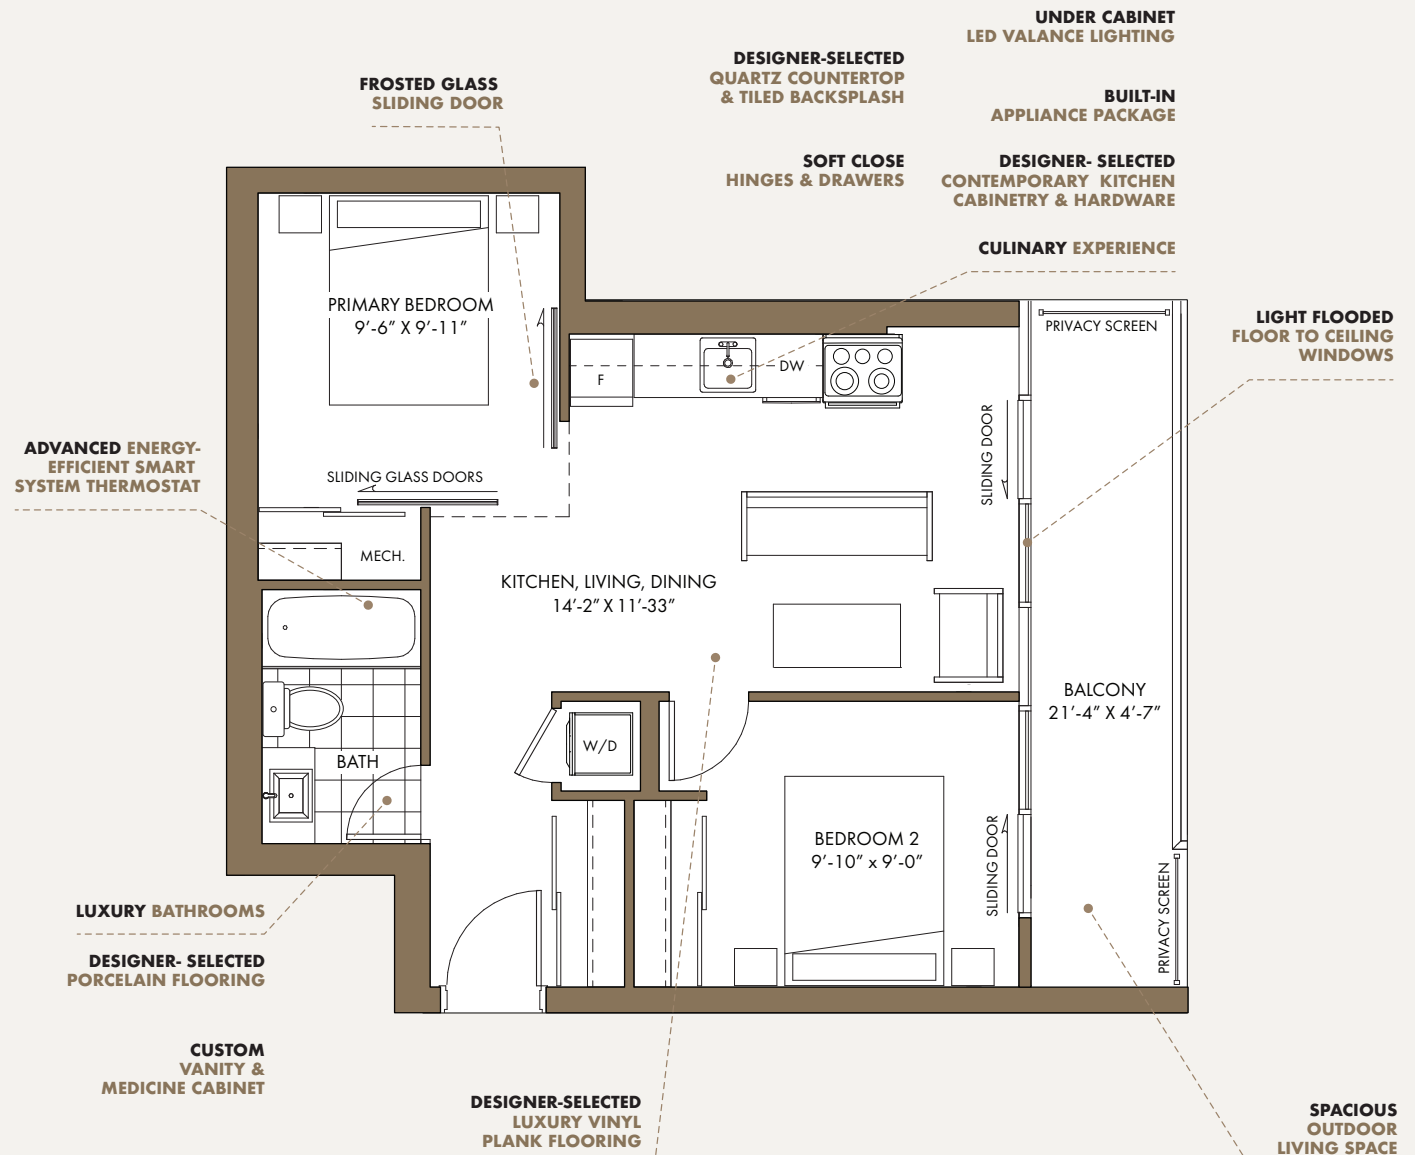 UNDER CABINET
LED VALANCE LIGHTING
DESIGNER-SELECTED
QUARTZ COUNTERTOP
& TILED BACKSPLASH
BUILT-IN
APPLIANCE PACKAGE
FROSTED GLASS
SLIDING DOOR
SOFT CLOSE
HINGES & DRAWERS
DESIGNER- SELECTED
CONTEMPORARY KITCHEN
CABINETRY & HARDWARE
CULINARY EXPERIENCE
LIGHT FLOODED
FLOOR TO CEILING
WINDOWS
PRIVACY SCREEN
PRIMARY BEDROOM
9'-6" X 9'-11"
F
DW
SLIDING DOOR
ADVANCED ENERGY-
EFFICIENT SMART
SYSTEM THERMOSTAT
SLIDING GLASS DOORS
MECH.
KITCHEN, LIVING, DINING
14'-2" X 11'-33"
BALCONY
21'-4" X 4'-7"
W/D
BATH
BEDROOM 2
9'-10" x 9'-0"
SLIDING DOOR
PRIVACY SCREEN
LUXURY BATHROOMS
DESIGNER- SELECTED
PORCELAIN FLOORING
CUSTOM
VANITY &
MEDICINE CABINET
DESIGNER-SELECTED
LUXURY VINYL
PLANK FLOORING
SPACIOUS
OUTDOOR
LIVING SPACE